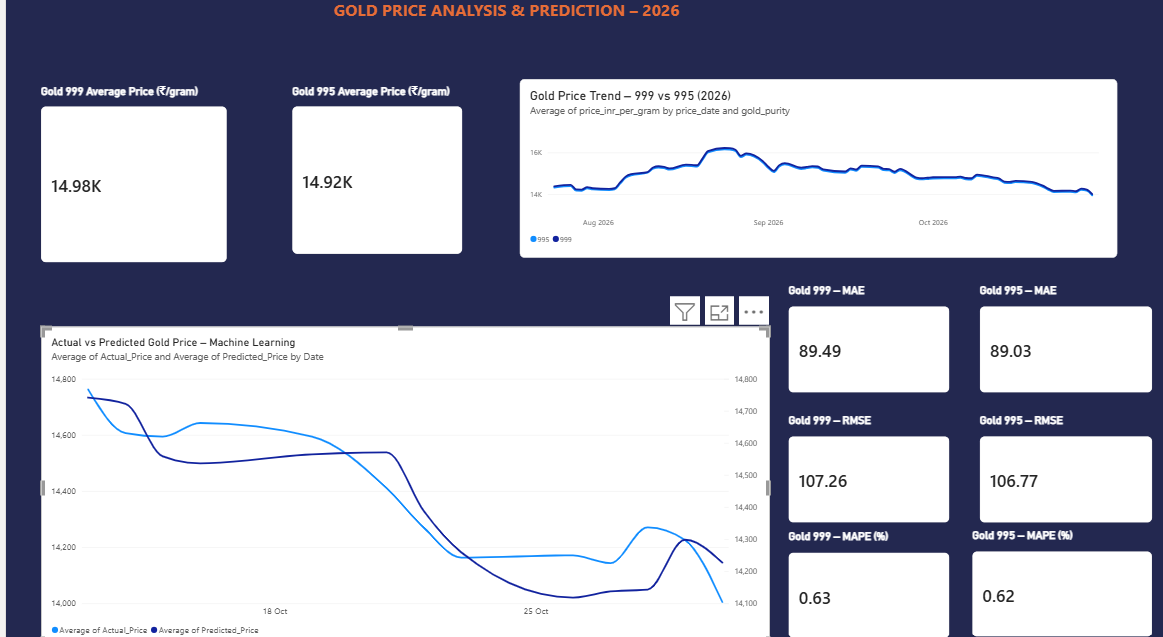 GOLD PRICE ANALYSIS & PREDICTION – 2026
Gold 999 Average Price (₹/gram)
14.98K
Gold 995 Average Price (₹/gram)
14.92K
Gold Price Trend – 999 vs 995 (2026)
Average of price_inr_per_gram by price_date and gold_purity
16K
14K
Aug 2026 Sep 2026 Oct 2026
995 999
Actual vs Predicted Gold Price – Machine Learning
Average of Actual_Price and Average of Predicted_Price by Date
14,800
14,600
14,400
14,200
14,000
14,800
14,700
14,600
14,500
14,400
14,300
14,200
14,100
18 Oct 25 Oct
Average of Actual_Price Average of Predicted_Price
Gold 999 – MAE
89.49
Gold 995 – MAE
89.03
Gold 999 – RMSE
107.26
Gold 995 – RMSE
106.77
Gold 999 – MAPE (%)
0.63
Gold 995 – MAPE (%)
0.62